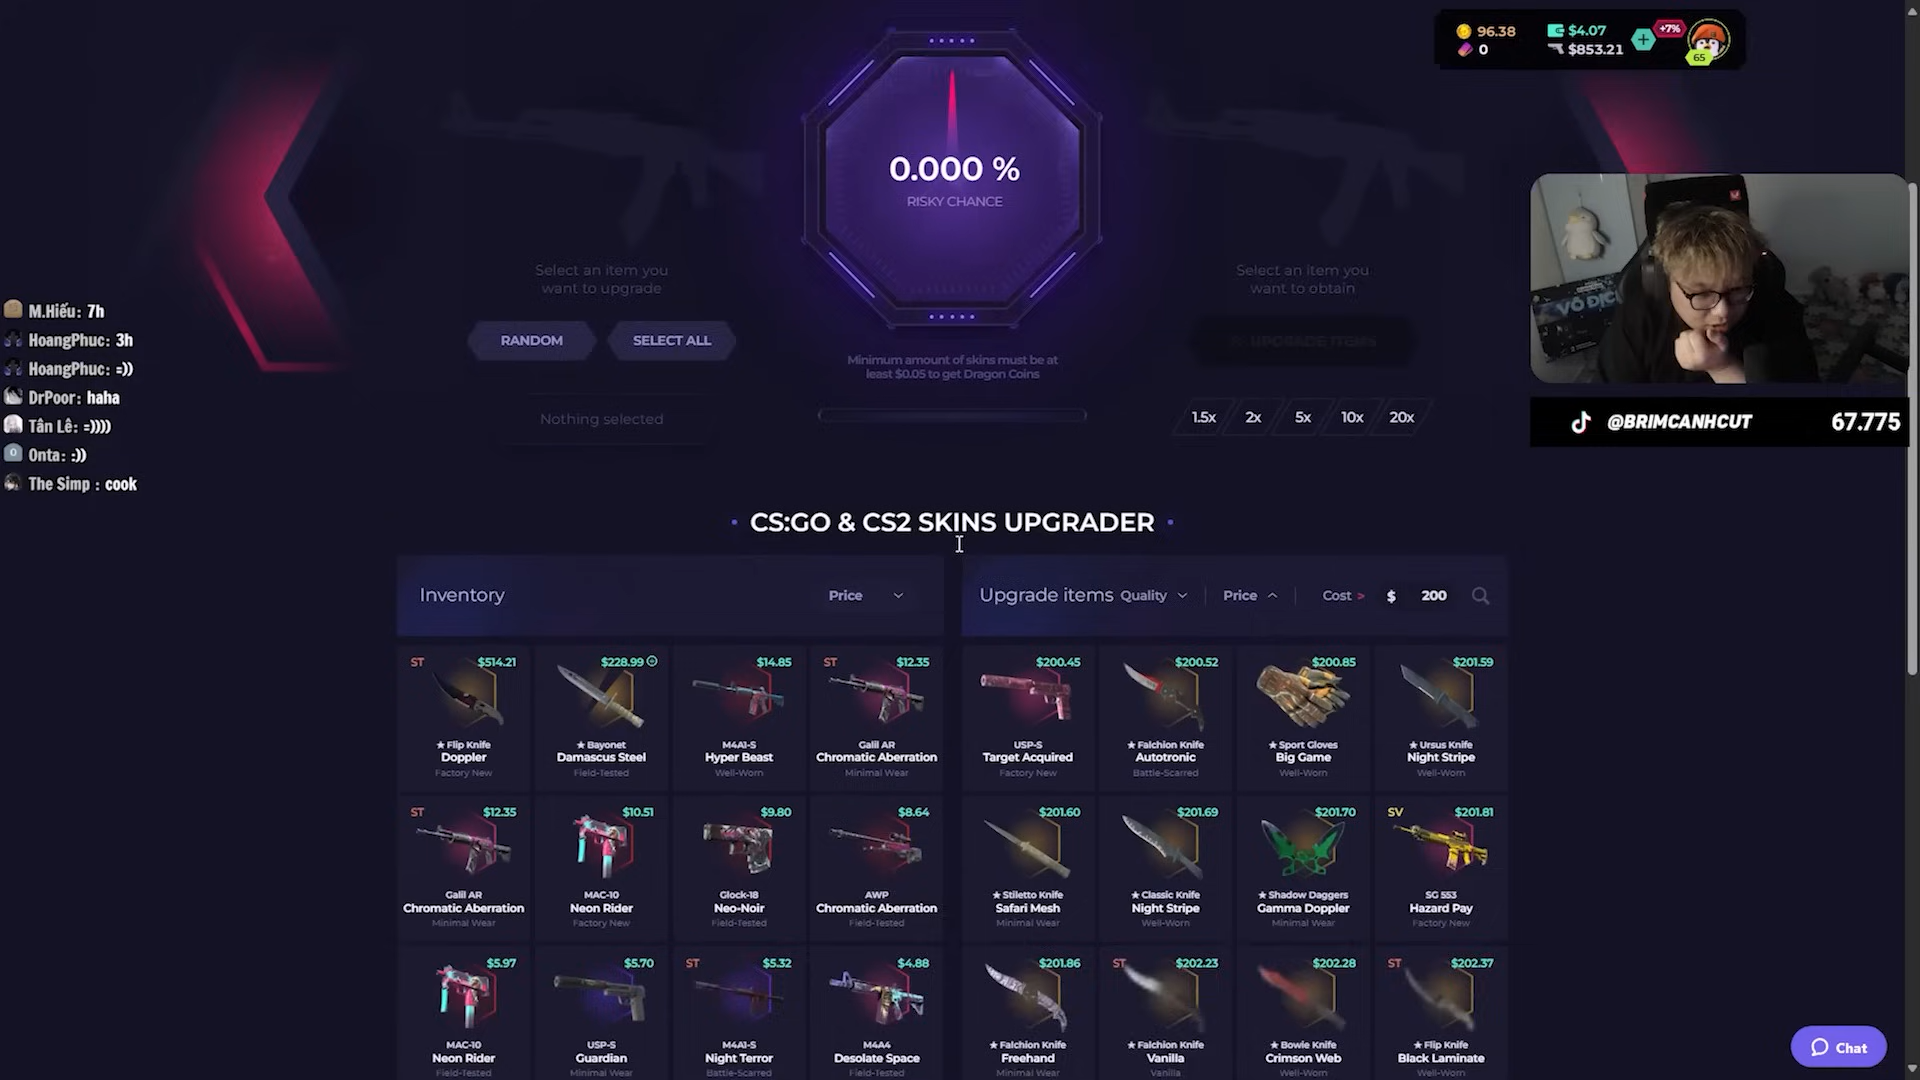 96.38
$4.07
+7%
0
$853.21
65
0.000 %
RISKY CHANCE
Select an item you
want to upgrade
Select an item you
want to obtain
RANDOM
SELECT ALL
UPGRADE ITEMS
Minimum amount of skins must be at
least $0.05 to get Dragon Coins
Nothing selected
1.5x
2x
5x
10x
20x
M.Hiếu: 7h
HoangPhuc: 3h
HoangPhuc: =))
DrPoor: haha
Tân Lê: =))))
Onta: :))
The Simp : cook
VÔ ĐỊCH
@BRIMCANHCUT
67.775
CS:GO & CS2 SKINS UPGRADER
Inventory
Price
Upgrade items
Quality
Price
Cost >
$
200
ST
$514.21
★ Flip Knife
Doppler
Factory New
$228.99
★ Bayonet
Damascus Steel
Field-Tested
$14.85
M4A1-S
Hyper Beast
Well-Worn
ST
$12.35
Galil AR
Chromatic Aberration
Minimal Wear
$200.45
USP-S
Target Acquired
Factory New
$200.52
★ Falchion Knife
Autotronic
Battle-Scarred
$200.85
★ Sport Gloves
Big Game
Well-Worn
$201.59
★ Ursus Knife
Night Stripe
Well-Worn
ST
$12.35
Galil AR
Chromatic Aberration
Minimal Wear
$10.51
MAC-10
Neon Rider
Factory New
$9.80
Glock-18
Neo-Noir
Field-Tested
$8.64
AWP
Chromatic Aberration
Field-Tested
$201.60
★ Stiletto Knife
Safari Mesh
Minimal Wear
$201.69
★ Classic Knife
Night Stripe
Well-Worn
$201.70
★ Shadow Daggers
Gamma Doppler
Minimal Wear
SV
$201.81
SG 553
Hazard Pay
Factory New
$5.97
MAC-10
Neon Rider
Field-Tested
$5.70
USP-S
Guardian
Minimal Wear
ST
$5.32
M4A1-S
Night Terror
Battle-Scarred
$4.88
M4A4
Desolate Space
Field-Tested
$201.86
★ Falchion Knife
Freehand
Minimal Wear
ST
$202.23
★ Falchion Knife
Vanilla
Vanilla
$202.28
★ Bowie Knife
Crimson Web
Well-Worn
ST
$202.37
★ Flip Knife
Black Laminate
Well-Worn
Chat